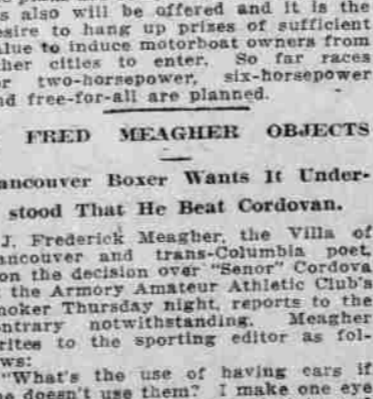 s also will be offered and it is the
esire to hang up prizes of sufficient
alue to induce motorboat owners from
ther cities to enter. So far races
or two-horsepower, six-horsepower
nd free-for-all are planned.
FRED MEAGHER OBJECTS
ancouver Boxer Wants It Under-
stood That He Beat Cordovan.
J. Frederick Meagher, the Villa of
ancouver and trans-Columbia poet,
on the decision over "Senor" Cordova
the Armory Amateur Athletic Club's
moker Thursday night, reports to the
ontrary notwithstanding. Meagher
rites to the sporting editor as fol-
ws:
"What's the use of having ears if
ne doesn't use them? I make one eye